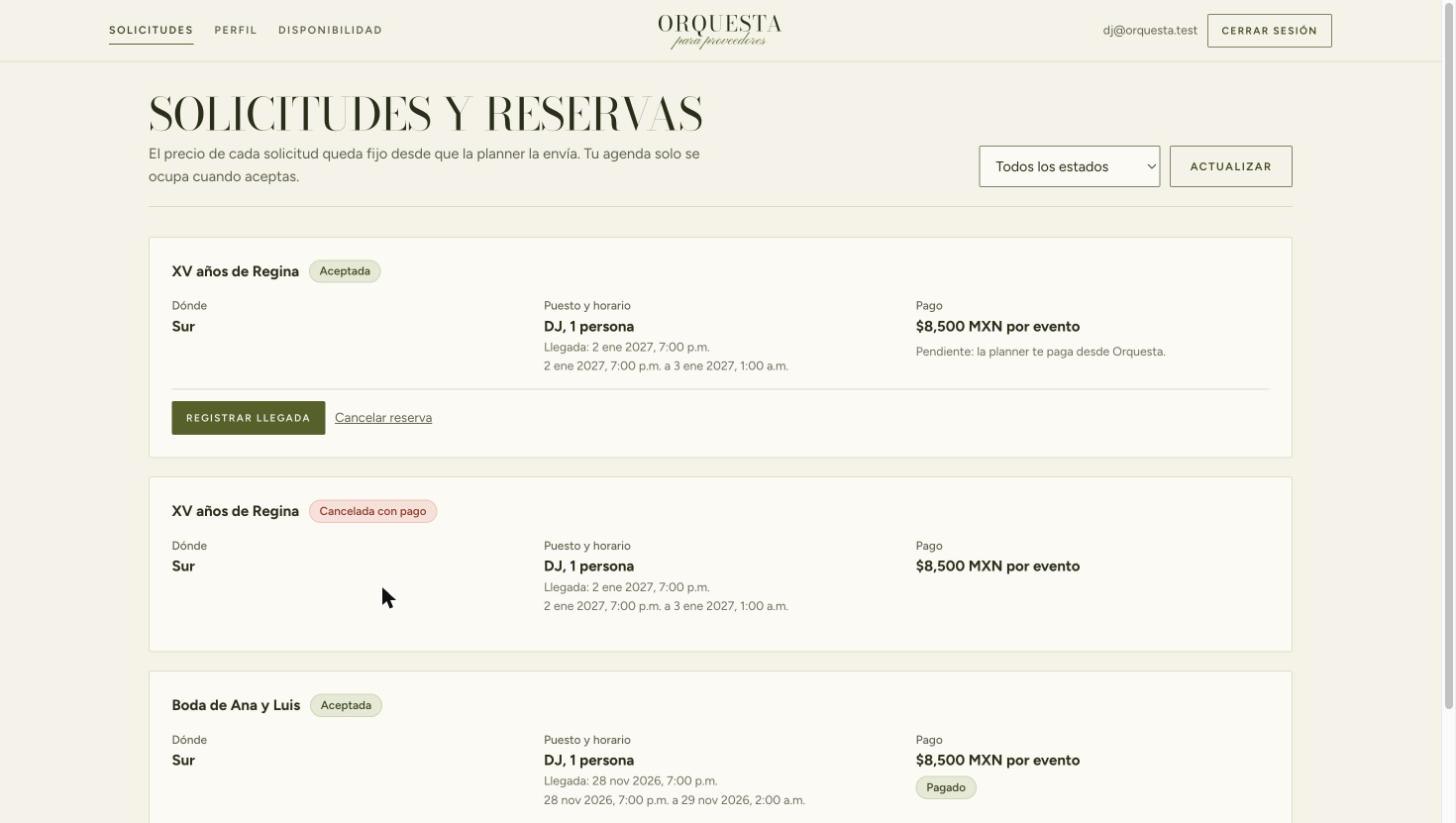 SOLICITUDES PERFIL DISPONIBILIDAD
ORQUESTA
para proveedores
dj@orquesta.test CERRAR SESIÓN
SOLICITUDES Y RESERVAS
El precio de cada solicitud queda fijo desde que la planner la envía. Tu agenda solo se
ocupa cuando aceptas.
Todos los estados ACTUALIZAR
XV años de Regina Aceptada
Dónde
Sur
Puesto y horario
DJ, 1 persona
Llegada: 2 ene 2027, 7:00 p.m.
2 ene 2027, 7:00 p.m. a 3 ene 2027, 1:00 a.m.
Pago
$8,500 MXN por evento
Pendiente: la planner te paga desde Orquesta.
REGISTRAR LLEGADA Cancelar reserva
XV años de Regina Cancelada con pago
Dónde
Sur
Puesto y horario
DJ, 1 persona
Llegada: 2 ene 2027, 7:00 p.m.
2 ene 2027, 7:00 p.m. a 3 ene 2027, 1:00 a.m.
Pago
$8,500 MXN por evento
Boda de Ana y Luis Aceptada
Dónde
Sur
Puesto y horario
DJ, 1 persona
Llegada: 28 nov 2026, 7:00 p.m.
28 nov 2026, 7:00 p.m. a 29 nov 2026, 2:00 a.m.
Pago
$8,500 MXN por evento
Pagado